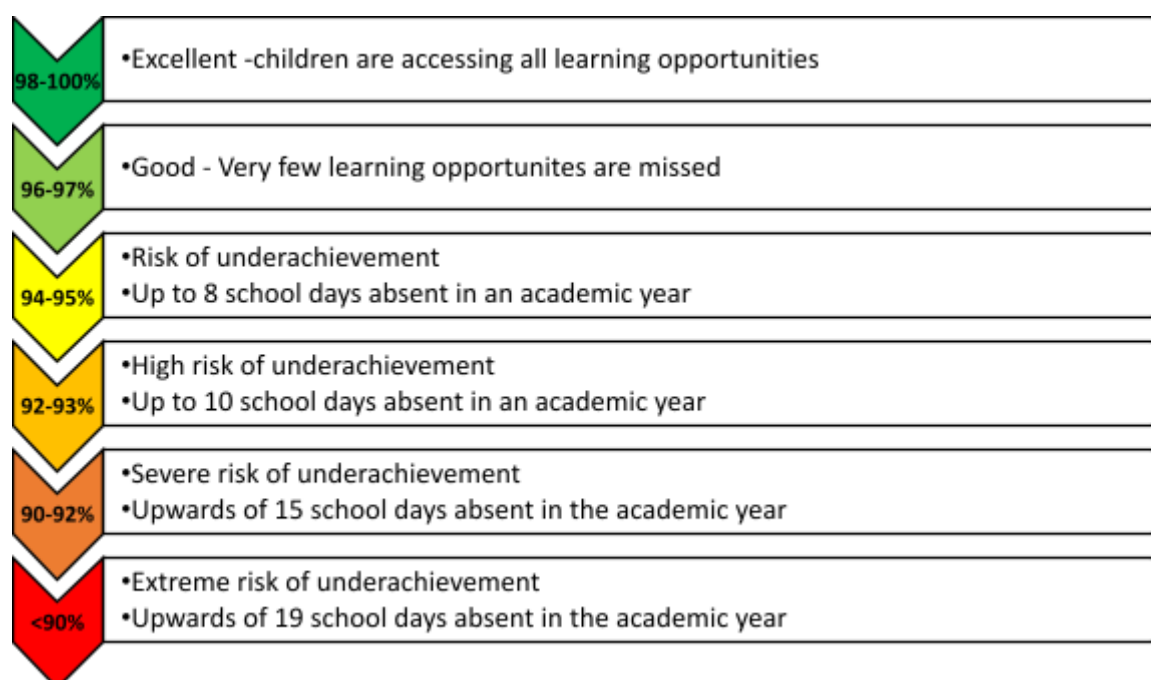 98-100%
•Excellent -children are accessing all learning opportunities
96-97%
•Good - Very few learning opportunites are missed
94-95%
•Risk of underachievement
•Up to 8 school days absent in an academic year
92-93%
•High risk of underachievement
•Up to 10 school days absent in an academic year
90-92%
•Severe risk of underachievement
•Upwards of 15 school days absent in the academic year
<90%
•Extreme risk of underachievement
•Upwards of 19 school days absent in the academic year